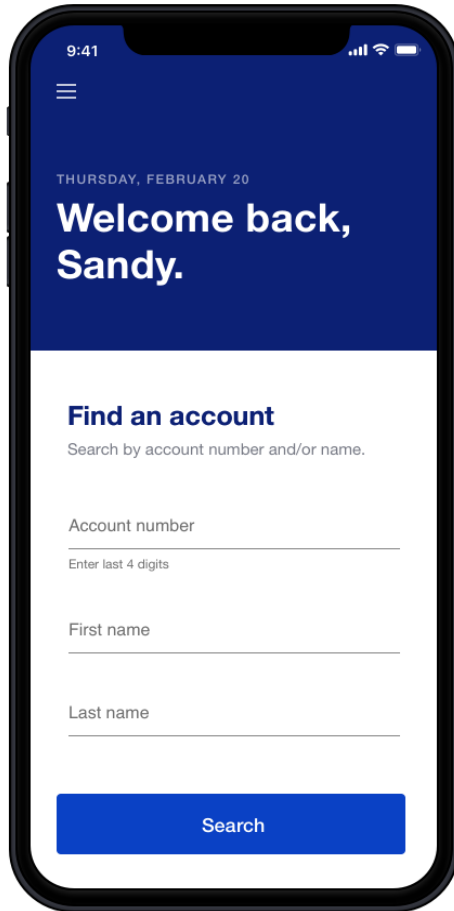 9:41
THURSDAY, FEBRUARY 20
Welcome back,
Sandy.
Find an account
Search by account number and/or name.
Account number
Enter last 4 digits
First name
Last name
Search